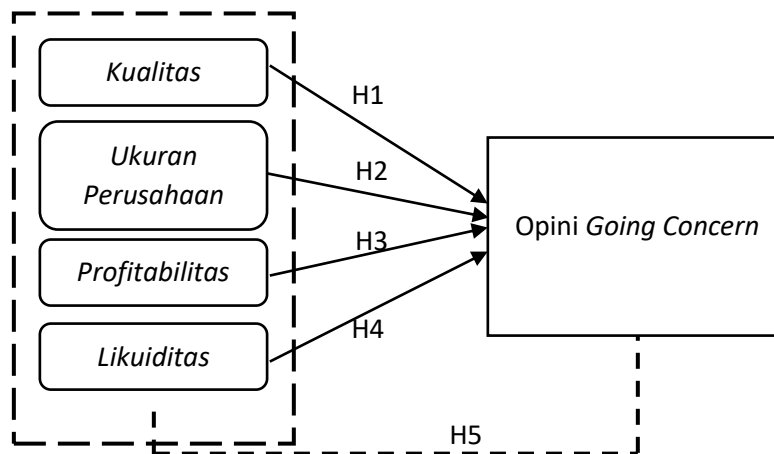 Kualitas
H1
Ukuran
Perusahaan
H2
Opini Going Concern
Profitabilitas
H3
Likuiditas
H4
H5